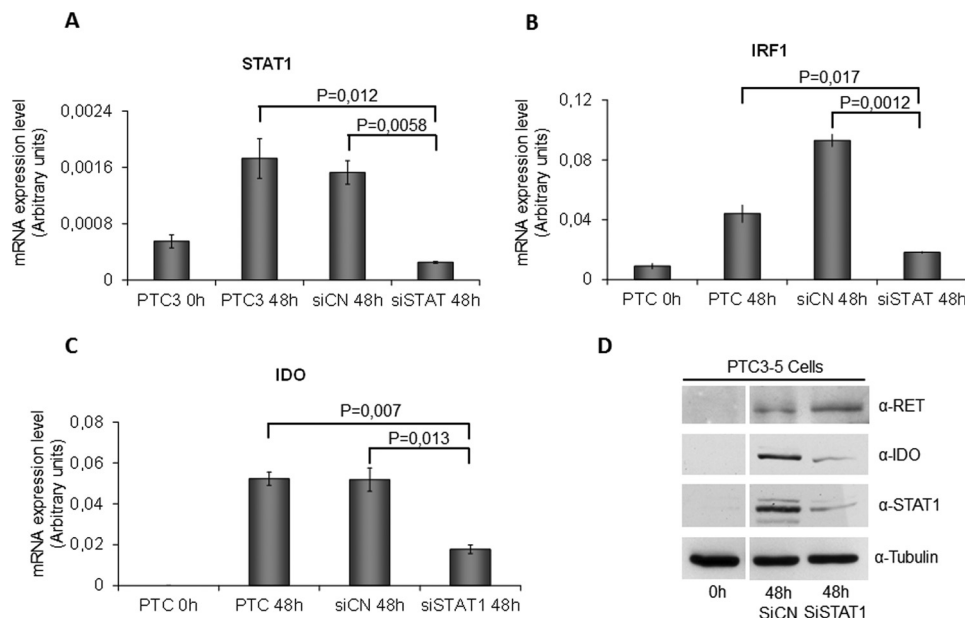 A
STAT1
mRNA expression level
(Arbitrary units)
0,0024
0,0016
0,0008
0
P=0,012
P=0,0058
PTC3 0h
PTC3 48h
siCN 48h
siSTAT 48h
B
IRF1
mRNA expression level
(Arbitrary units)
0,12
0,08
0,04
0,00
P=0,017
P=0,0012
PTC 0h
PTC 48h
siCN 48h
siSTAT 48h
C
IDO
mRNA expression level
(Arbitrary units)
0,08
0,06
0,04
0,02
0
P=0,007
P=0,013
PTC 0h
PTC 48h
siCN 48h
siSTAT1 48h
D
PTC3-5 Cells
α-RET
α-IDO
α-STAT1
α-Tubulin
0h
48h
SiCN
48h
SiSTAT1